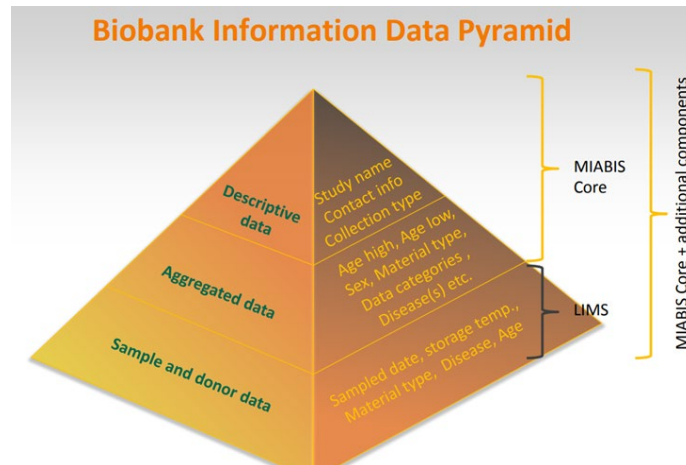 Biobank Information Data Pyramid
Descriptive
data
Study name
Contact info
Collection type
Aggregated data
Age high, Age low,
Sex, Material type,
Data categories ,
Disease(s) etc.
Sample and donor data
Sampled date, storage temp.,
Material type, Disease, Age
MIABIS
Core
LIMS
MIABIS Core + additional components